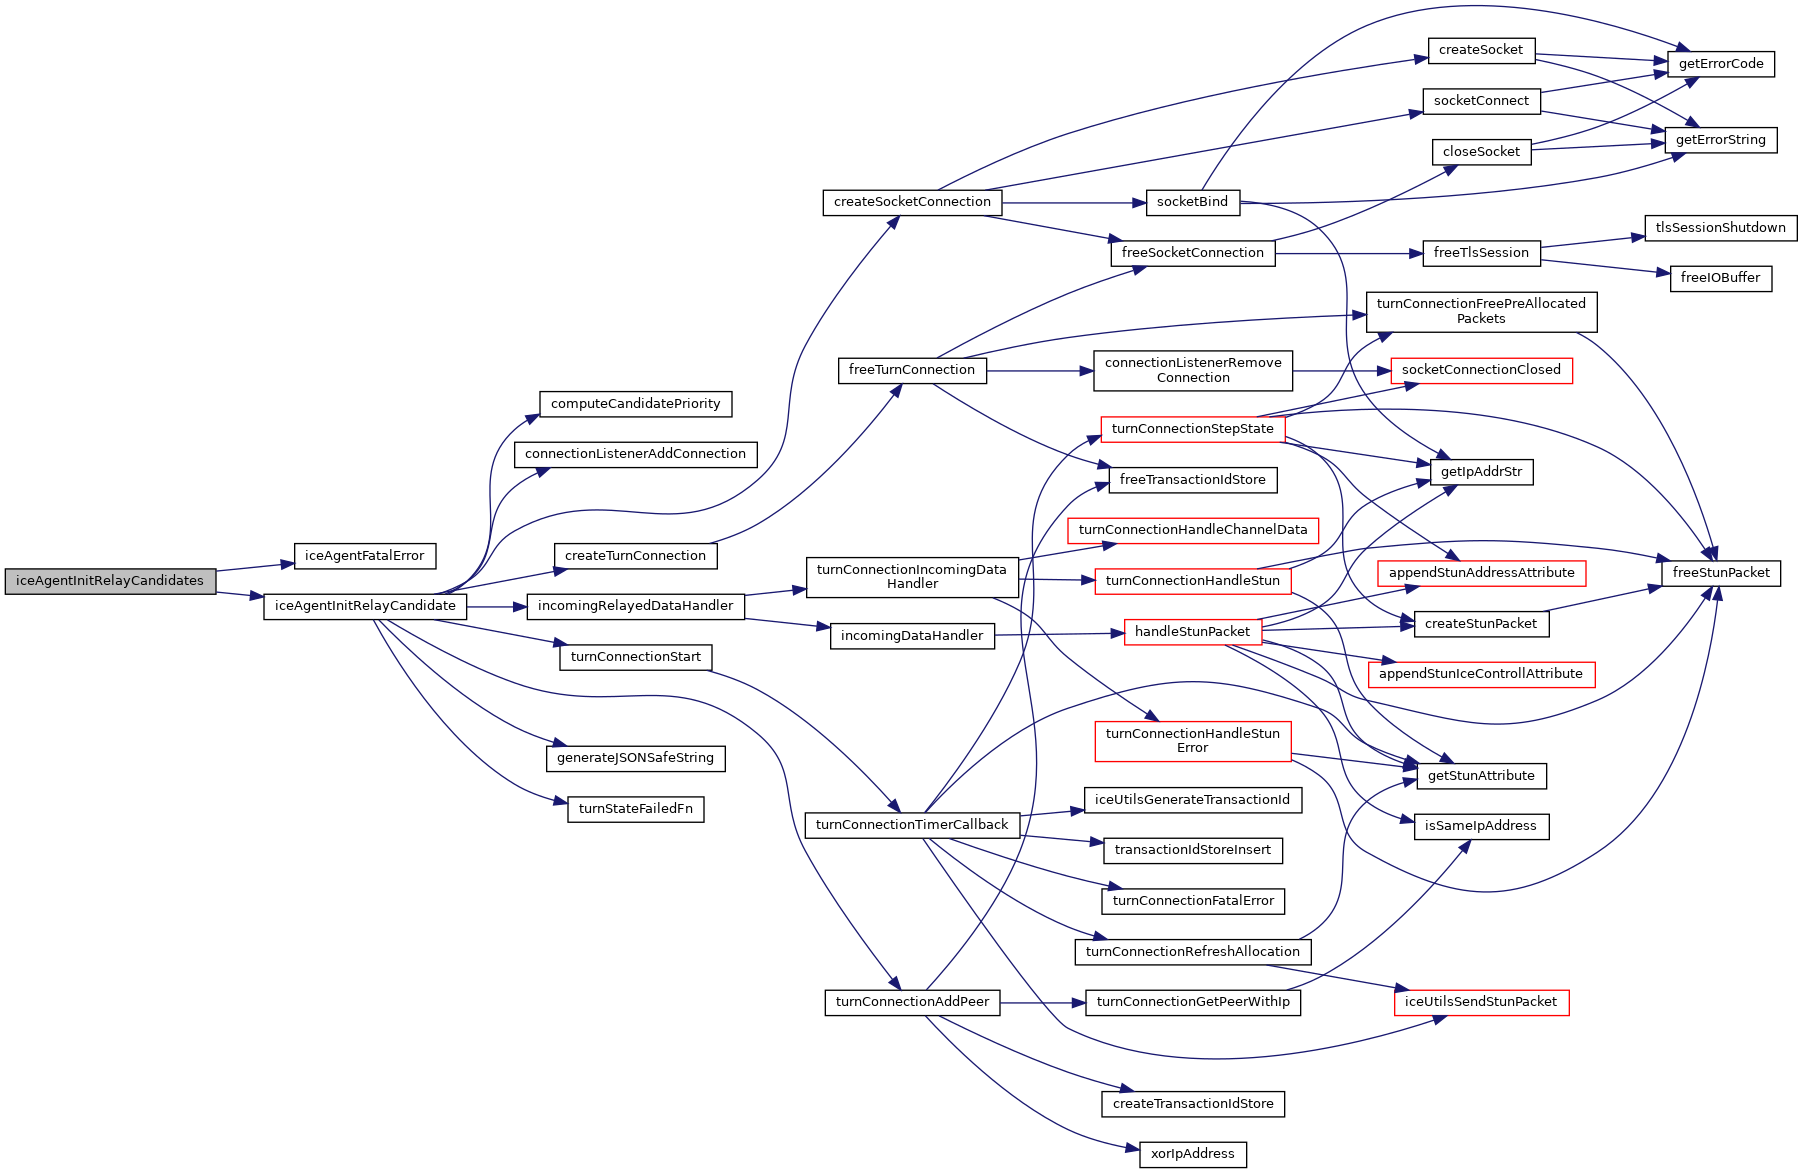 iceAgentInitRelayCandidates
iceAgentFatalError
iceAgentInitRelayCandidate
computeCandidatePriority
connectionListenerAddConnection
createTurnConnection
incomingRelayedDataHandler
turnConnectionStart
generateJSONSafeString
turnStateFailedFn
createSocketConnection
freeTurnConnection
turnConnectionIncomingData
Handler
incomingDataHandler
turnConnectionTimerCallback
turnConnectionAddPeer
socketBind
freeSocketConnection
connectionListenerRemove
Connection
turnConnectionStepState
freeTransactionIdStore
turnConnectionHandleChannelData
turnConnectionHandleStun
handleStunPacket
turnConnectionHandleStun
Error
iceUtilsGenerateTransactionId
transactionIdStoreInsert
turnConnectionFatalError
turnConnectionRefreshAllocation
turnConnectionGetPeerWithIp
createTransactionIdStore
xorIpAddress
createSocket
socketConnect
closeSocket
freeTlsSession
turnConnectionFreePreAllocated
Packets
socketConnectionClosed
getIpAddrStr
appendStunAddressAttribute
createStunPacket
appendStunIceControllAttribute
getStunAttribute
isSameIpAddress
iceUtilsSendStunPacket
getErrorCode
getErrorString
tlsSessionShutdown
freeIOBuffer
freeStunPacket